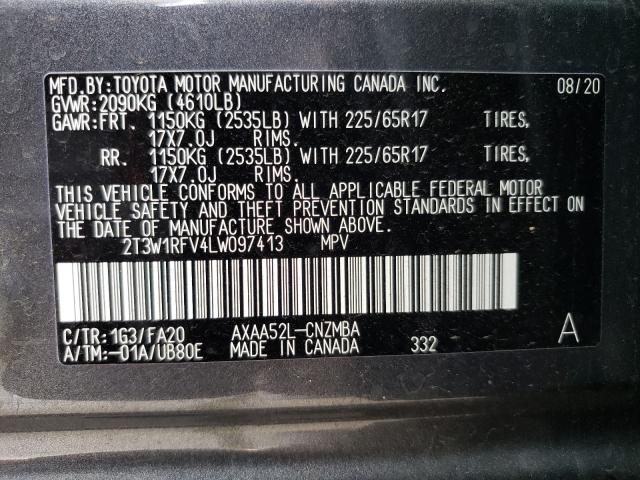 MFD.BY:TOYOTA MOTOR MANUFACTURING CANADA INC. 08/20
GVWR:2090KG (4610LB)
GAWR:FRT. 1150KG (2535LB) WITH 225/65R17 TIRES,
17X7.0J RIMS.
RR. 1150KG (2535LB) WITH 225/65R17 TIRES,
17X7.0J RIMS.
THIS VEHICLE CONFORMS TO ALL APPLICABLE FEDERAL MOTOR
VEHICLE SAFETY AND THEFT PREVENTION STANDARDS IN EFFECT ON
THE DATE OF MANUFACTURE SHOWN ABOVE.
2T3W1RFV4LW097413 MPV
C/TR:1G3/FA20 AXAA52L-CNZMBA A
A/TM:-01A/UB80E MADE IN CANADA 332